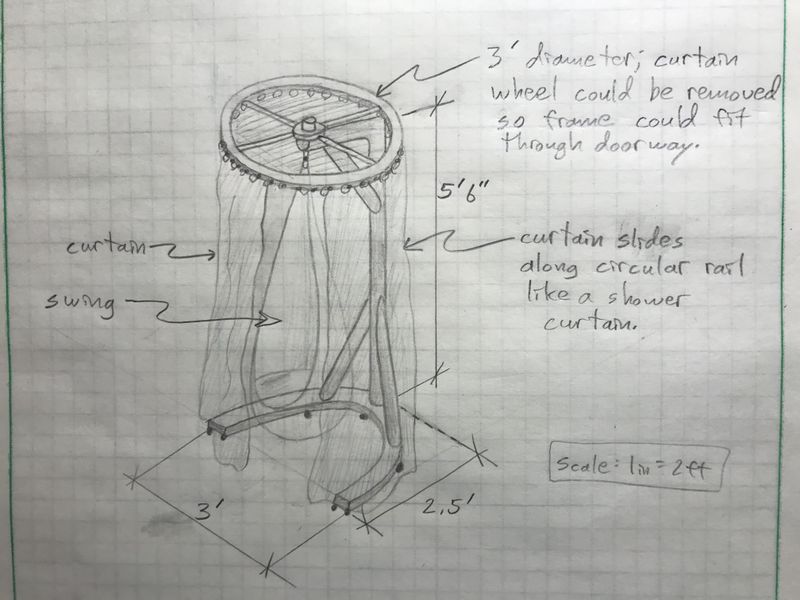 3' diameter; curtain
wheel could be removed
so frame could fit
through doorway.
5'6"
curtain
curtain slides
along circular rail
like a shower
curtain.
swing
scale: 1in = 2ft
3'
2.5'